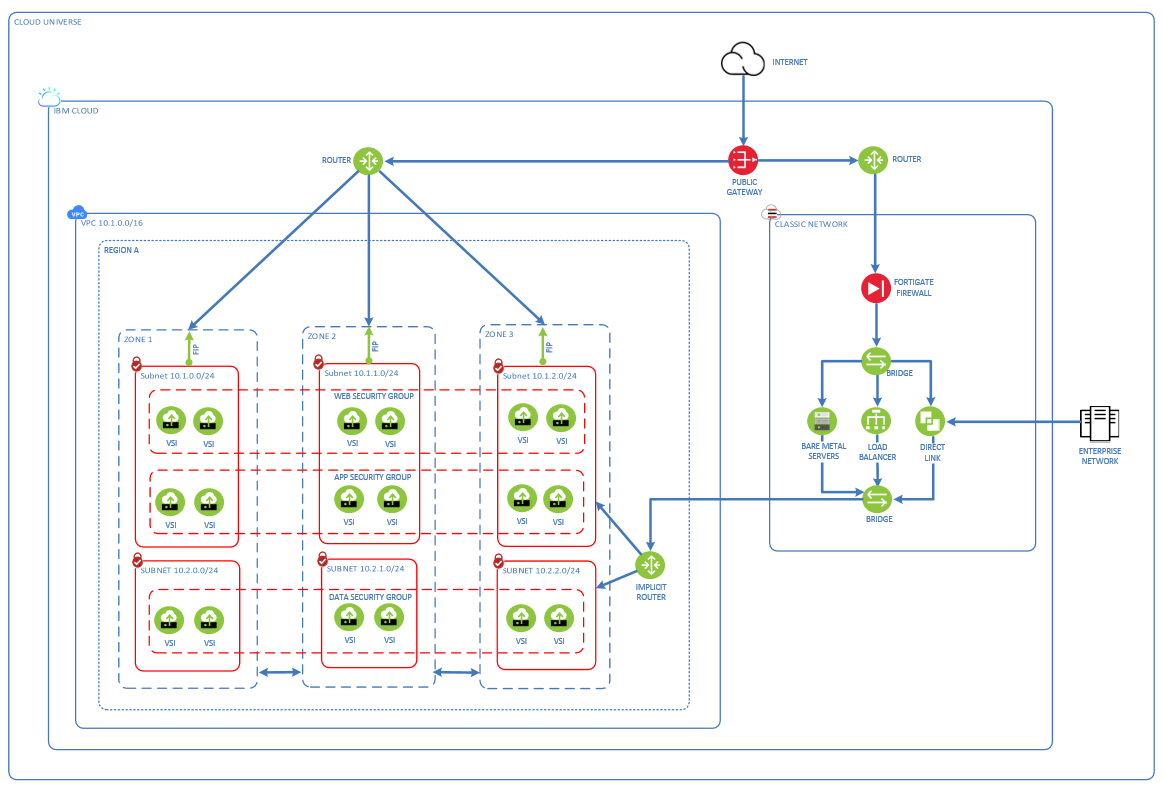 CLOUD UNIVERSE
INTERNET
IBM CLOUD
ROUTER
PUBLIC
GATEWAY
ROUTER
VPC
VPC 10.1.0.0/16
CLASSIC NETWORK
REGION A
FORTIGATE
FIREWALL
ZONE 1
ZONE 2
ZONE 3
FIP
FIP
FIP
BRIDGE
Subnet 10.1.0.0/24
Subnet 10.1.1.0/24
Subnet 10.1.2.0/24
WEB SECURITY GROUP
VSI
VSI
VSI
VSI
VSI
VSI
BARE METAL
SERVERS
LOAD
BALANCER
DIRECT
LINK
ENTERPRISE
NETWORK
APP SECURITY GROUP
VSI
VSI
VSI
VSI
VSI
VSI
BRIDGE
SUBNET 10.2.0.0/24
SUBNET 10.2.1.0/24
SUBNET 10.2.2.0/24
IMPLICIT
ROUTER
DATA SECURITY GROUP
VSI
VSI
VSI
VSI
VSI
VSI